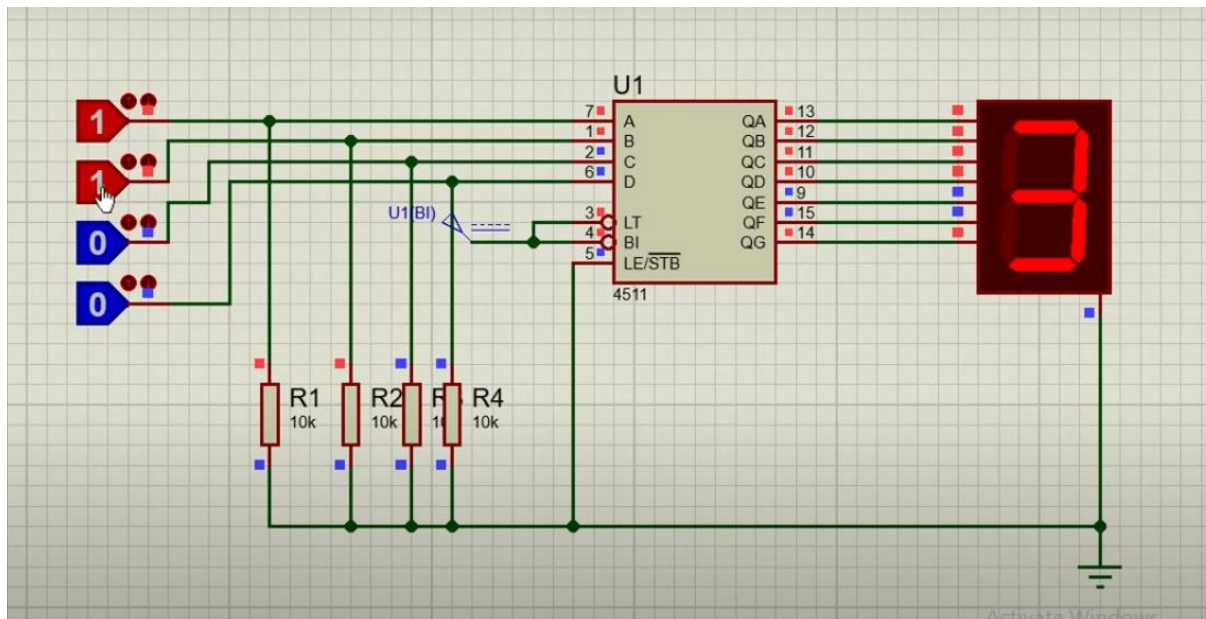 U1
1
1
0
0
7
1
2
6
3
4
5
A
B
C
D
LT
BI
LE/STB
QA
QB
QC
QD
QE
QF
QG
13
12
11
10
9
15
14
4511
U1(BI)
R1
10k
R2
10k
R4
10k
Activate Windows